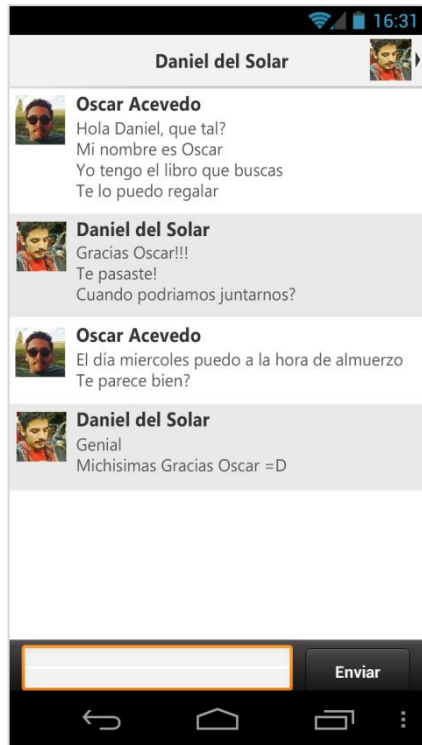 16:31
Daniel del Solar
Oscar Acevedo
Hola Daniel, que tal?
Mi nombre es Oscar
Yo tengo el libro que buscas
Te lo puedo regalar
Daniel del Solar
Gracias Oscar!!!
Te pasaste!
Cuando podriamos juntarnos?
Oscar Acevedo
El día miercoles puedo a la hora de almuerzo
Te parece bien?
Daniel del Solar
Genial
Michisimas Gracias Oscar =D
Enviar